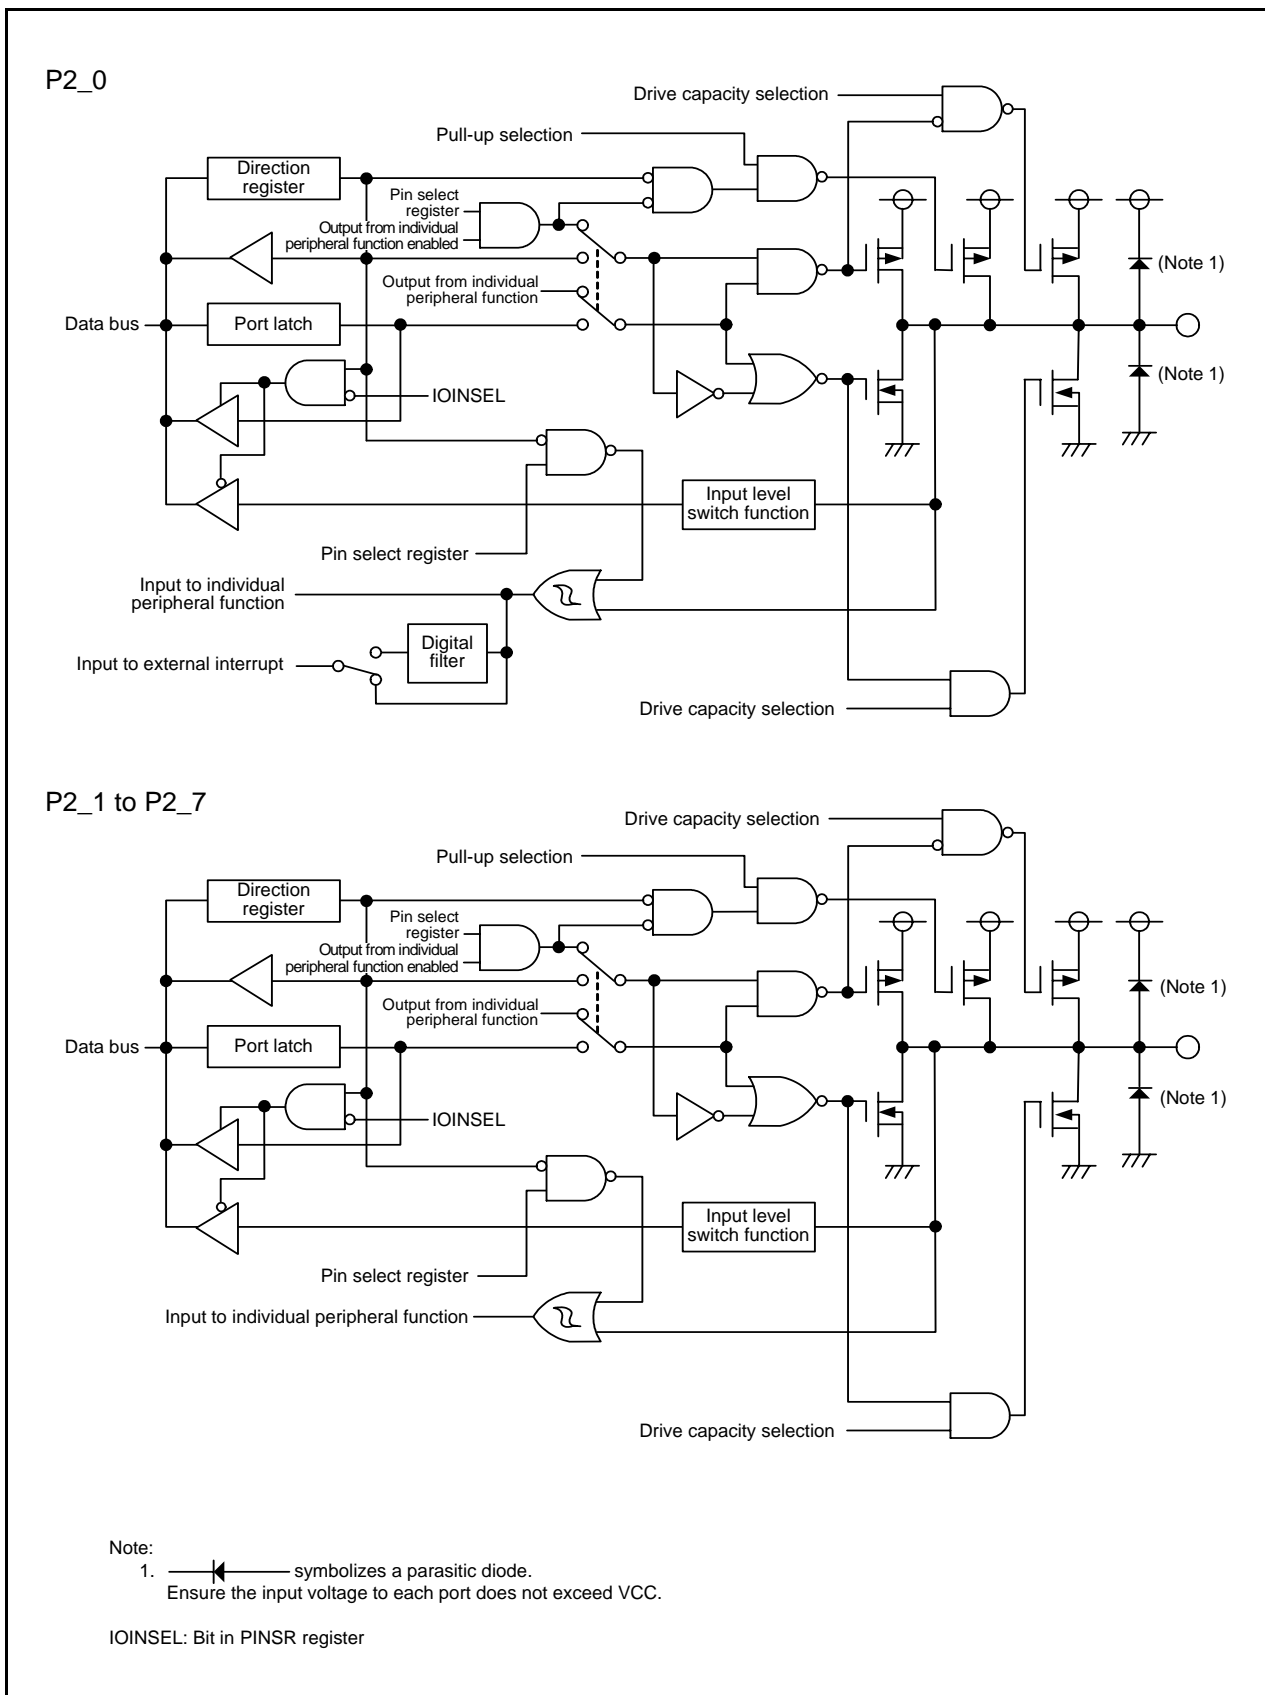 P2_0
Drive capacity selection
Pull-up selection
Direction
register
Pin select
register
Output from individual
peripheral function enabled
(Note 1)
Output from individual
peripheral function
Data bus
Port latch
(Note 1)
IOINSEL
Input level
switch function
Pin select register
Input to individual
peripheral function
Digital
filter
Input to external interrupt
Drive capacity selection
P2_1 to P2_7
Drive capacity selection
Pull-up selection
Direction
register
Pin select
register
Output from individual
peripheral function enabled
(Note 1)
Output from individual
peripheral function
Data bus
Port latch
(Note 1)
IOINSEL
Input level
switch function
Pin select register
Input to individual peripheral function
Drive capacity selection
Note:
1. symbolizes a parasitic diode.
Ensure the input voltage to each port does not exceed VCC.
IOINSEL: Bit in PINSR register